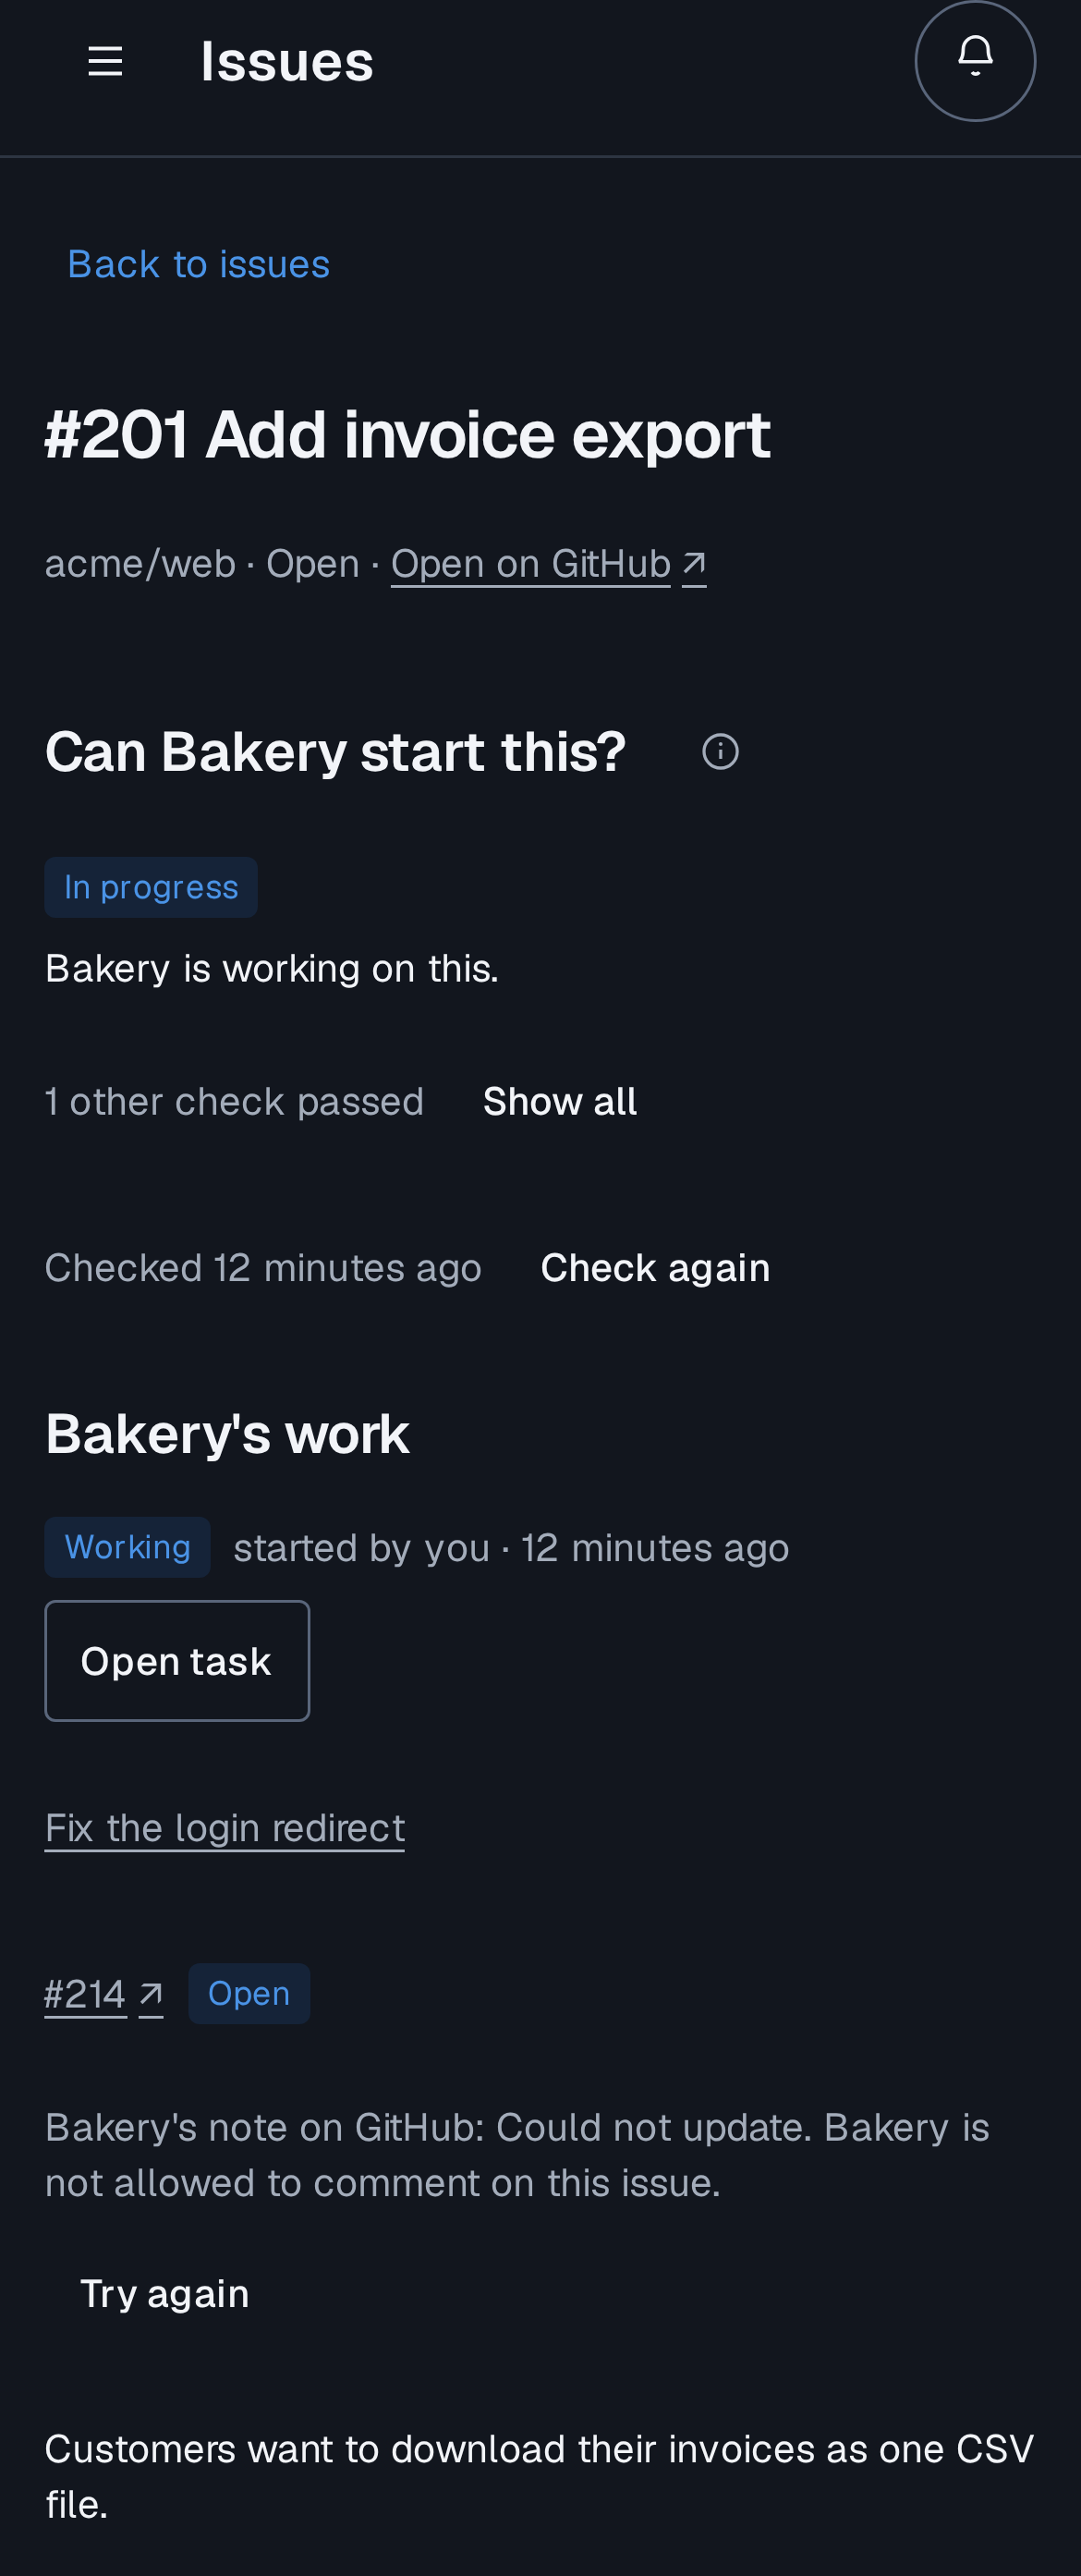 Issues
Back to issues
#201 Add invoice export
acme/web · Open · Open on GitHub ↗
Can Bakery start this?
In progress
Bakery is working on this.
1 other check passed Show all
Checked 12 minutes ago Check again
Bakery's work
Working started by you · 12 minutes ago
Open task
Fix the login redirect
#214 ↗ Open
Bakery's note on GitHub: Could not update. Bakery is
not allowed to comment on this issue.
Try again
Customers want to download their invoices as one CSV
file.